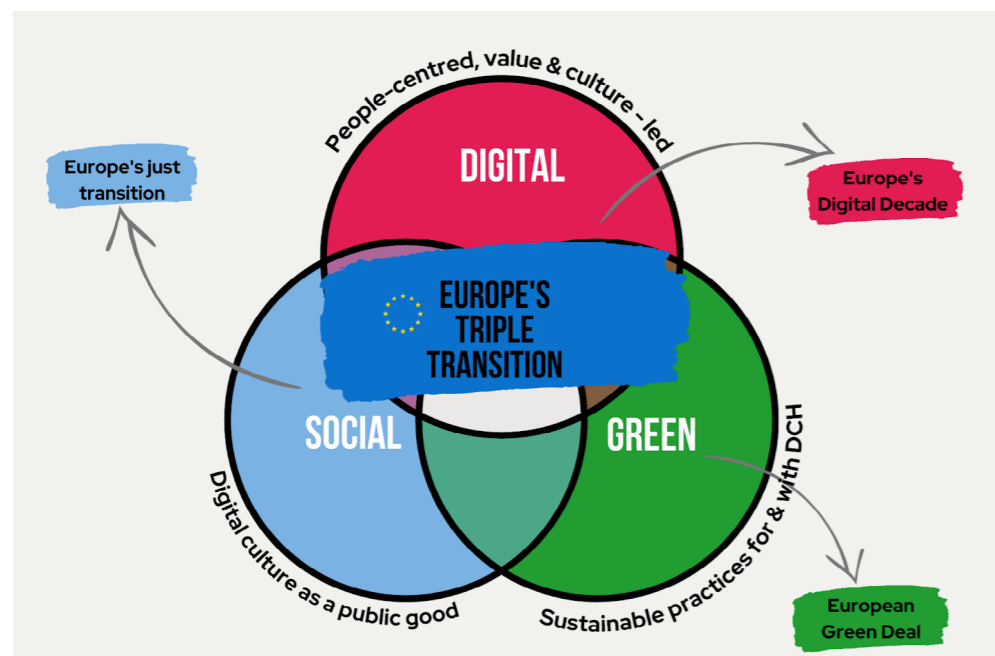 People-centred, value & culture - led
DIGITAL
Europe's just
transition
Europe's
Digital Decade
EUROPE'S
TRIPLE
TRANSITION
SOCIAL
GREEN
Digital culture as a public good
Sustainable practices for & with DCH
European
Green Deal